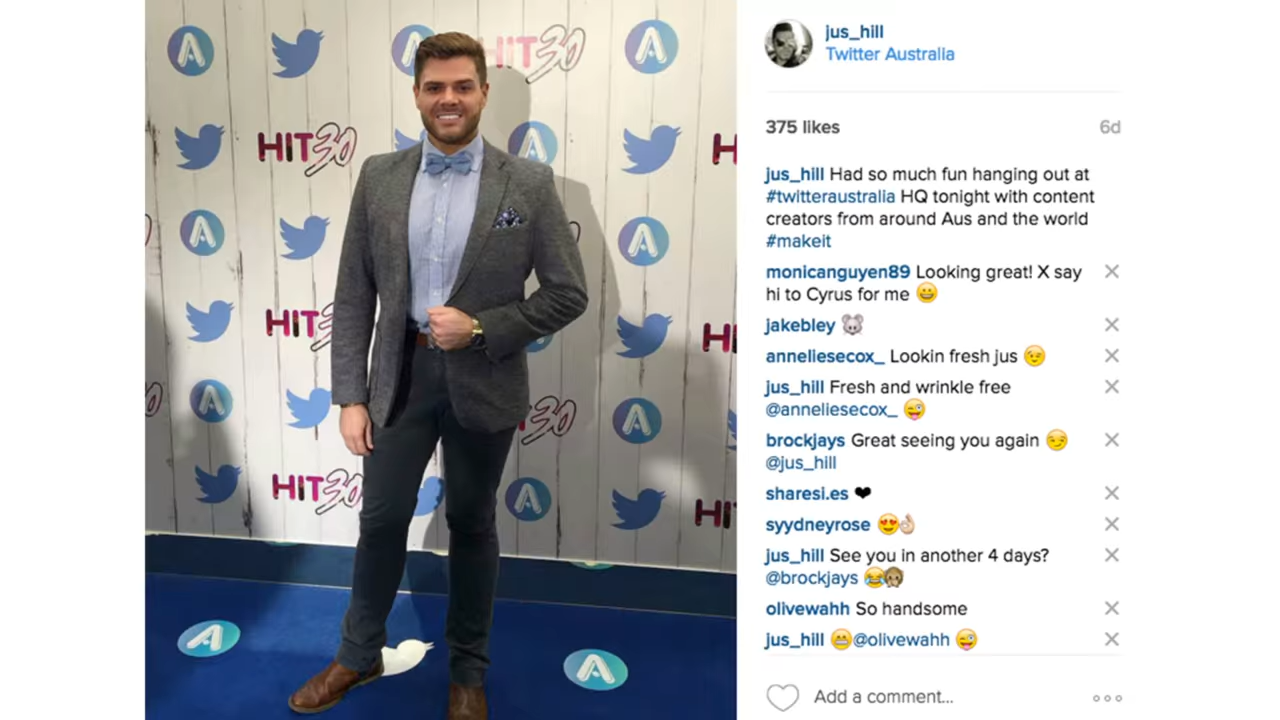 HIT30
HIT30
HIT30
HIT30
HIT30
jus_hill
Twitter Australia
375 likes 6d
jus_hill Had so much fun hanging out at
#twitteraustralia HQ tonight with content
creators from around Aus and the world
#makeit
monicanguyen89 Looking great! X say
hi to Cyrus for me 😀
jakebley 🐭
anneliesecox_ Lookin fresh jus 😉
jus_hill Fresh and wrinkle free
@anneliesecox_ 😜
brockjays Great seeing you again 😏
@jus_hill
sharesi.es ❤
syydneyrose 😍👌🏼
jus_hill See you in another 4 days?
@brockjays 😂🙊
olivewahh So handsome
jus_hill 😁@olivewahh 😜
Add a comment...